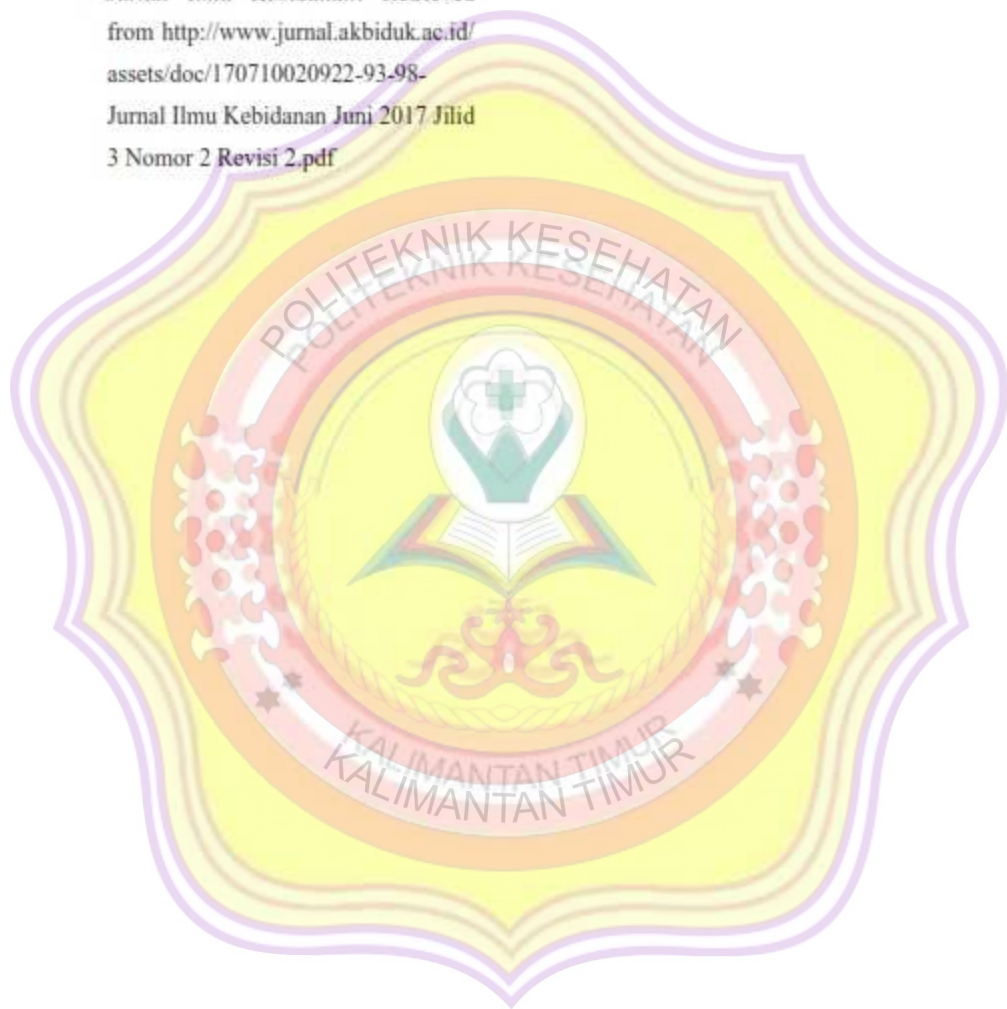 from http://www.jurnal.akbiduk.ac.id/
assets/doc/170710020922-93-98-
Jurnal Ilmu Kebidanan Juni 2017 Jilid
3 Nomor 2 Revisi 2.pdf
POLITEKNIK KESEHATAN
POLITEKNIK KESEHATAN
KALIMANTAN TIMUR
KALIMANTAN TIMUR